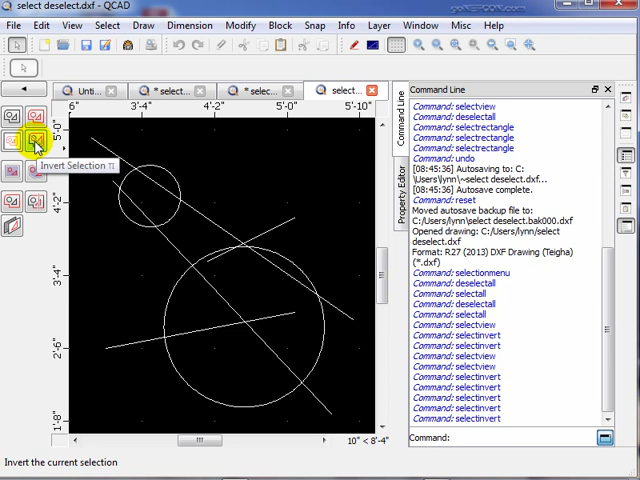 select deselect.dxf - QCAD
File Edit View Select Draw Dimension Modify Block Snap Info Layer Window Misc Help
Unti... * select... * selec... select...
Command Line
6" 3'-4 4'-2 5'-0 5'-10
5'-0
4'-2
3'-4
2'-6
1'-8
Invert Selection TI
Command Line
Property Editor
Command: selectview
Command: deselectall
Command: selectrectangle
Command: selectrectangle
Command: undo
[08:45:36] Autosaving to: C:
\Users\lynn\~select deselect.dxf...
[08:45:36] Autosave complete.
Command: reset
Moved autosave backup file to:
C:/Users/lynn/select deselect.bak000.dxf
Opened drawing: C:/Users/lynn/select
deselect.dxf
Format: R27 (2013) DXF Drawing (Teigha)
(*.dxf)
Command: selectionmenu
Command: deselectall
Command: selectall
Command: deselectall
Command: selectall
Command: selectview
Command: selectinvert
Command: selectinvert
Command: selectview
Command: selectview
Command: selectinvert
Command: selectinvert
Command: selectinvert
Command: selectinvert
Command: selectinvert
10" < 8'-4"
Command:
Invert the current selection